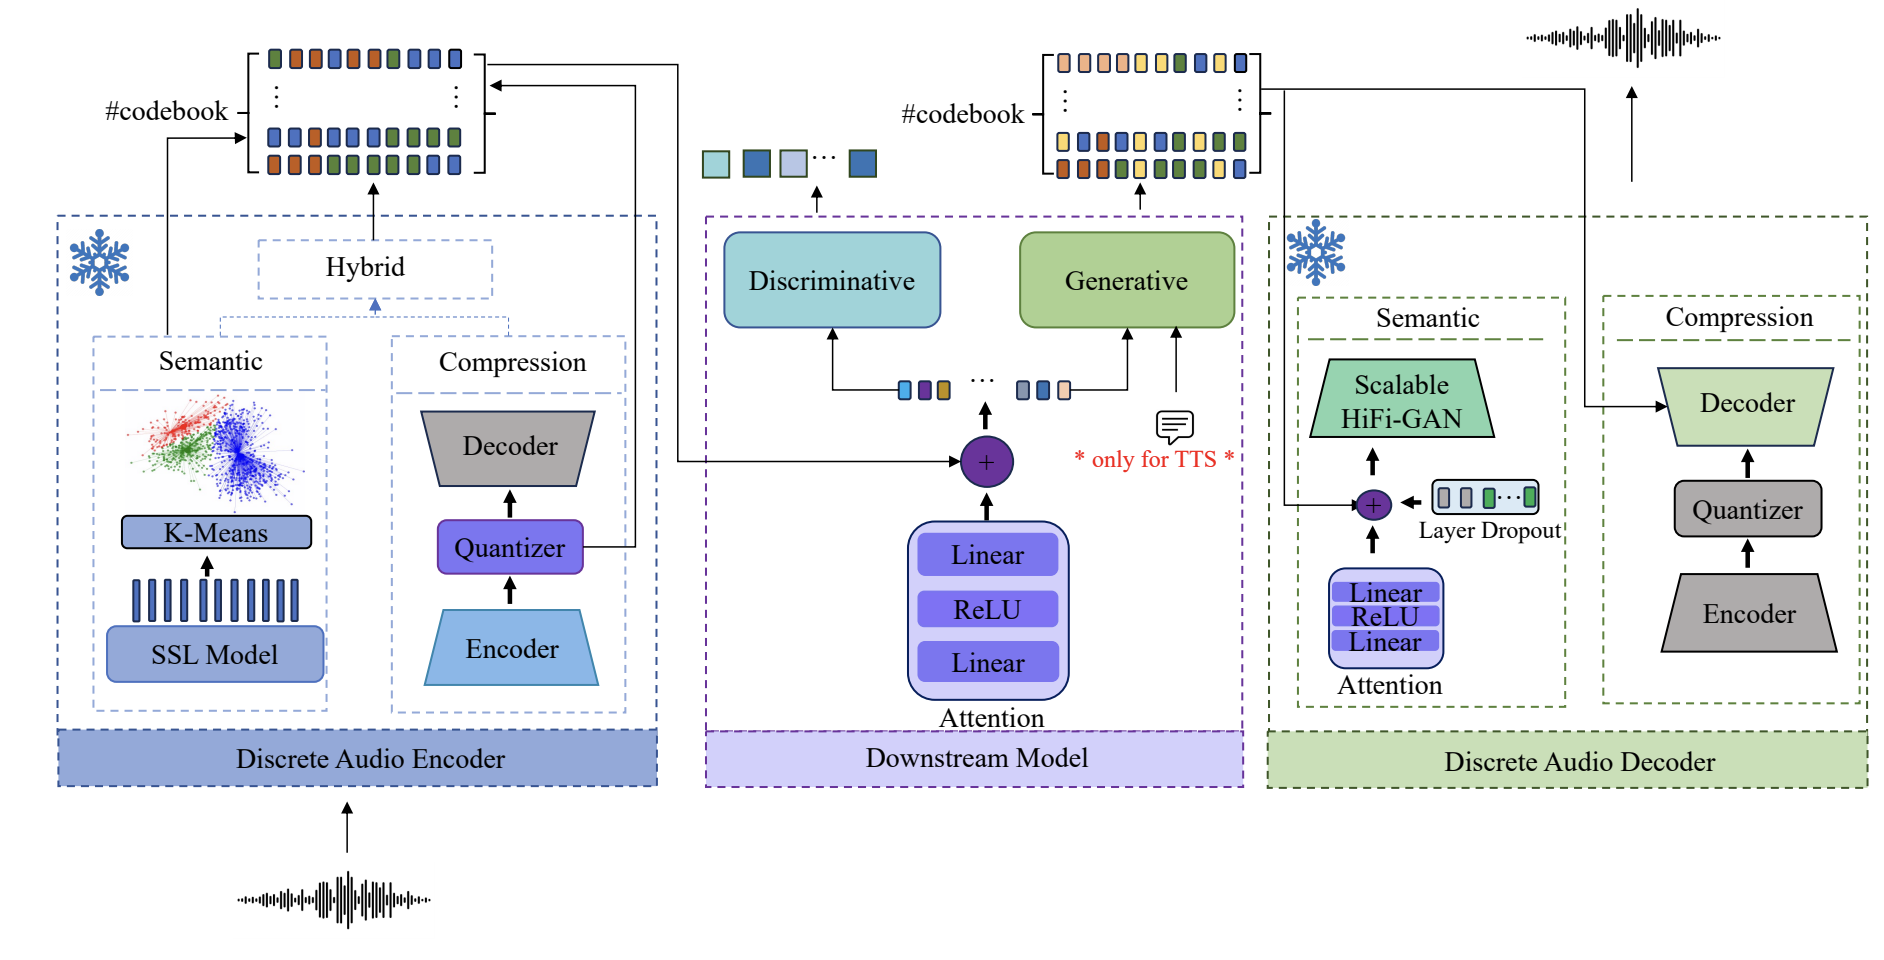 #codebook
Hybrid
Semantic
K-Means
SSL Model
Compression
Decoder
Quantizer
Encoder
Discrete Audio Encoder
...
#codebook
Discriminative
Generative
...
* only for TTS *
+
Linear
ReLU
Linear
Attention
Downstream Model
Semantic
Scalable
HiFi-GAN
+
...
Layer Dropout
Linear
ReLU
Linear
Attention
Compression
Decoder
Quantizer
Encoder
Discrete Audio Decoder